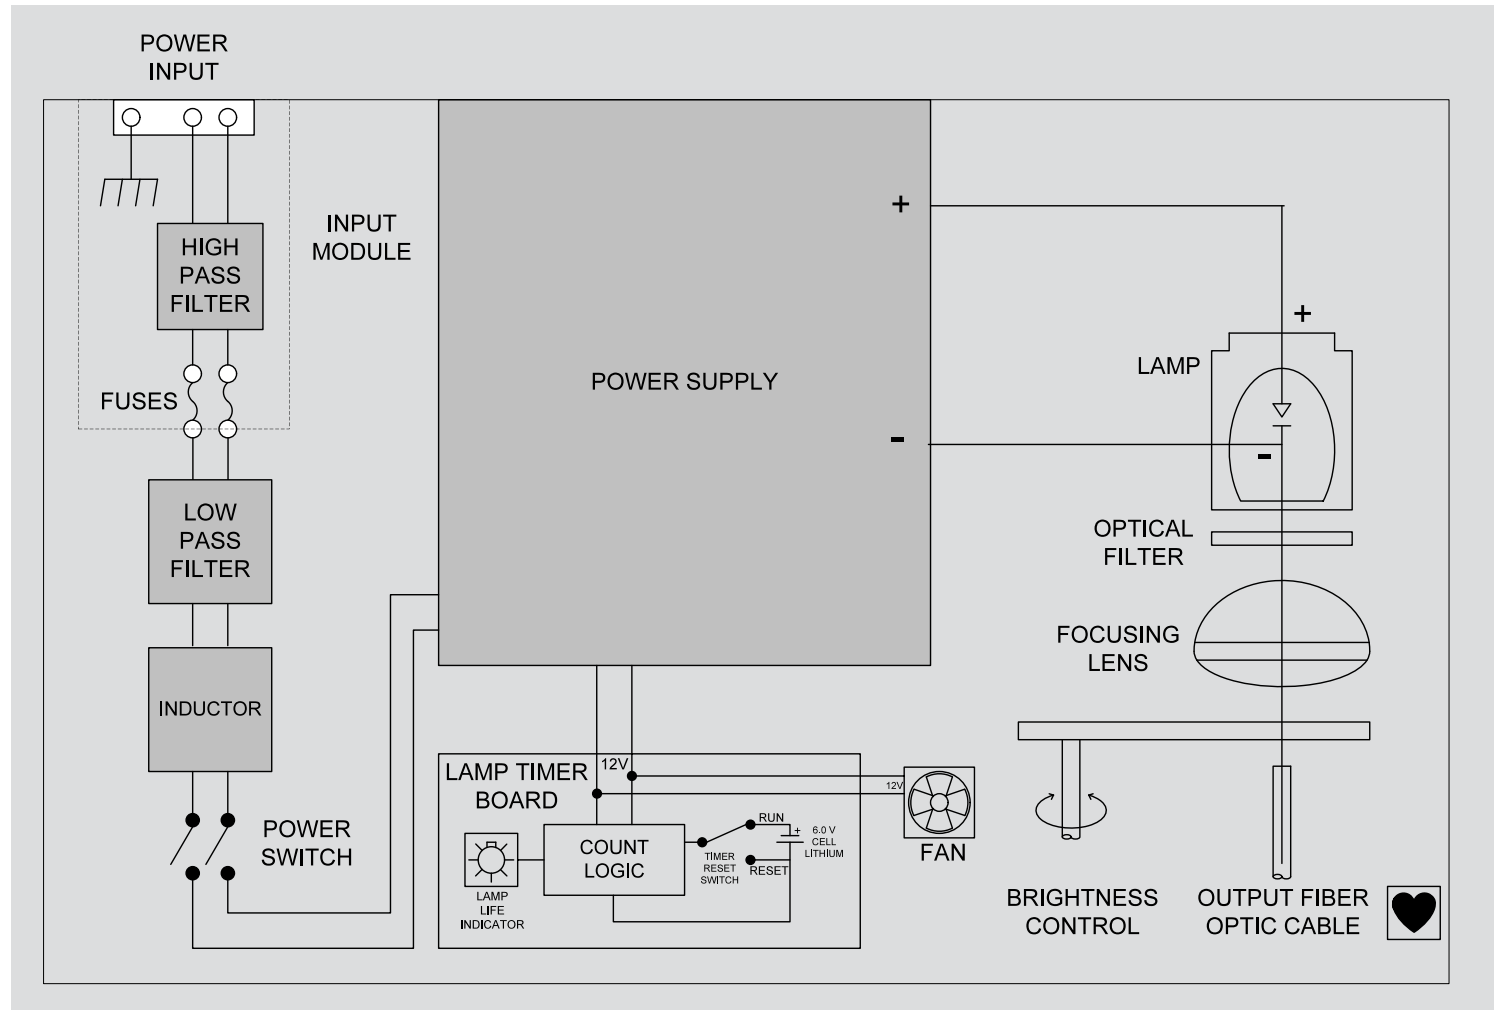 POWER
INPUT
INPUT
MODULE
HIGH
PASS
FILTER
FUSES
LOW
PASS
FILTER
INDUCTOR
POWER
SWITCH
+
POWER SUPPLY
-
+
LAMP
-
OPTICAL
FILTER
FOCUSING
LENS
LAMP TIMER
BOARD
12V
12V
COUNT
LOGIC
LAMP
LIFE
INDICATOR
RUN
TIMER
RESET
SWITCH
RESET
+
6.0 V
CELL
LITHIUM
FAN
BRIGHTNESS
CONTROL
OUTPUT FIBER
OPTIC CABLE